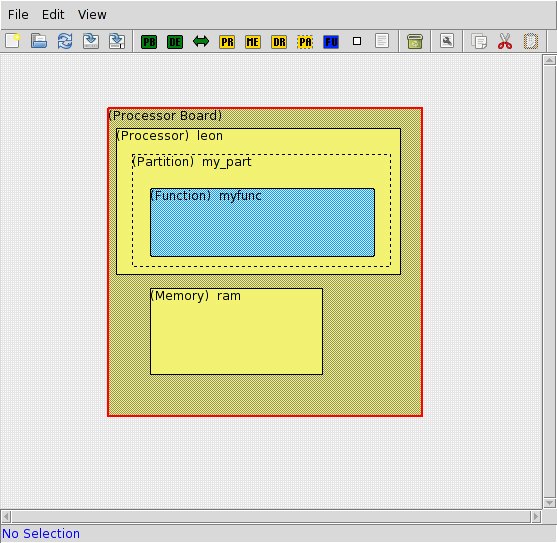 File Edit View
PB DE PR ME DR PA FU
(Processor Board)
(Processor) leon
(Partition) my_part
(Function) myfunc
(Memory) ram
No Selection